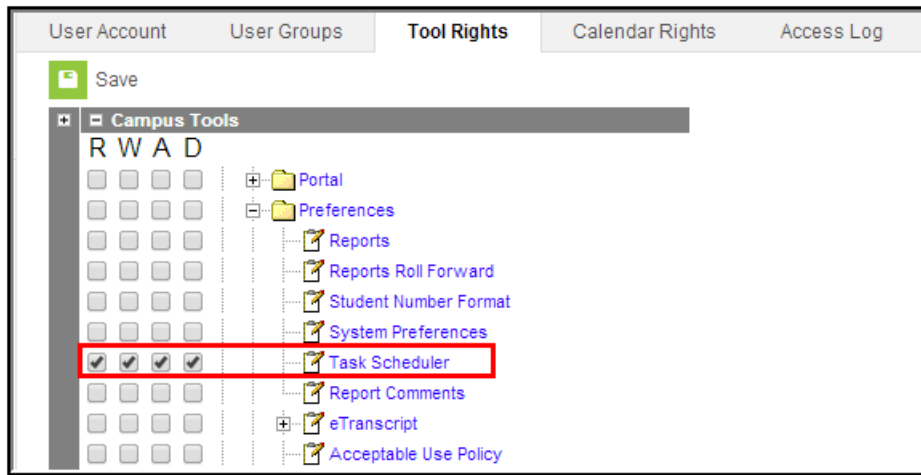 User Account User Groups Tool Rights Calendar Rights Access Log
Save
Campus Tools
R W A D
Portal
Preferences
Reports
Reports Roll Forward
Student Number Format
System Preferences
Task Scheduler
Report Comments
eTranscript
Acceptable Use Policy